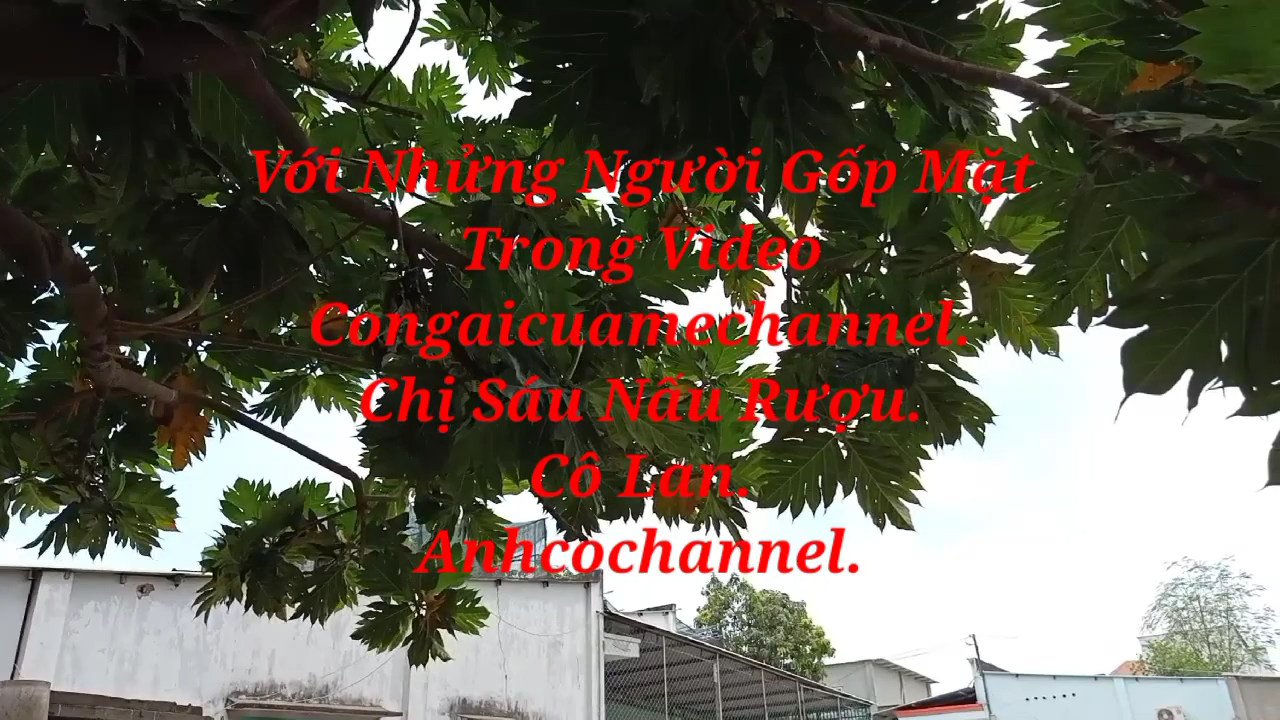 Với Nhửng Người Gốp Mặt
Trong Video
Congaicuamechannel.
Chị Sáu Nấu Rượu.
Cô Lan.
Anhcochannel.